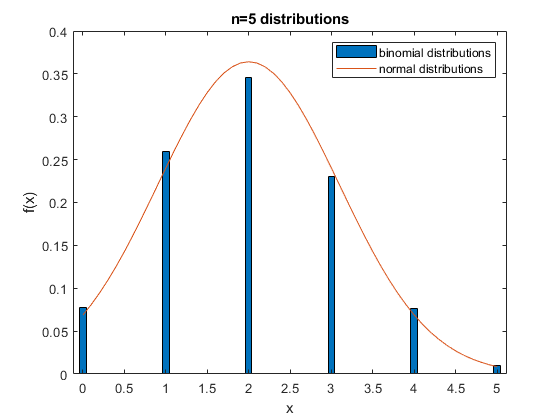 n=5 distributions
0.4
0.35
0.3
0.25
0.2
0.15
0.1
0.05
0
f(x)
binomial distributions
normal distributions
0 0.5 1 1.5 2 2.5 3 3.5 4 4.5 5
x